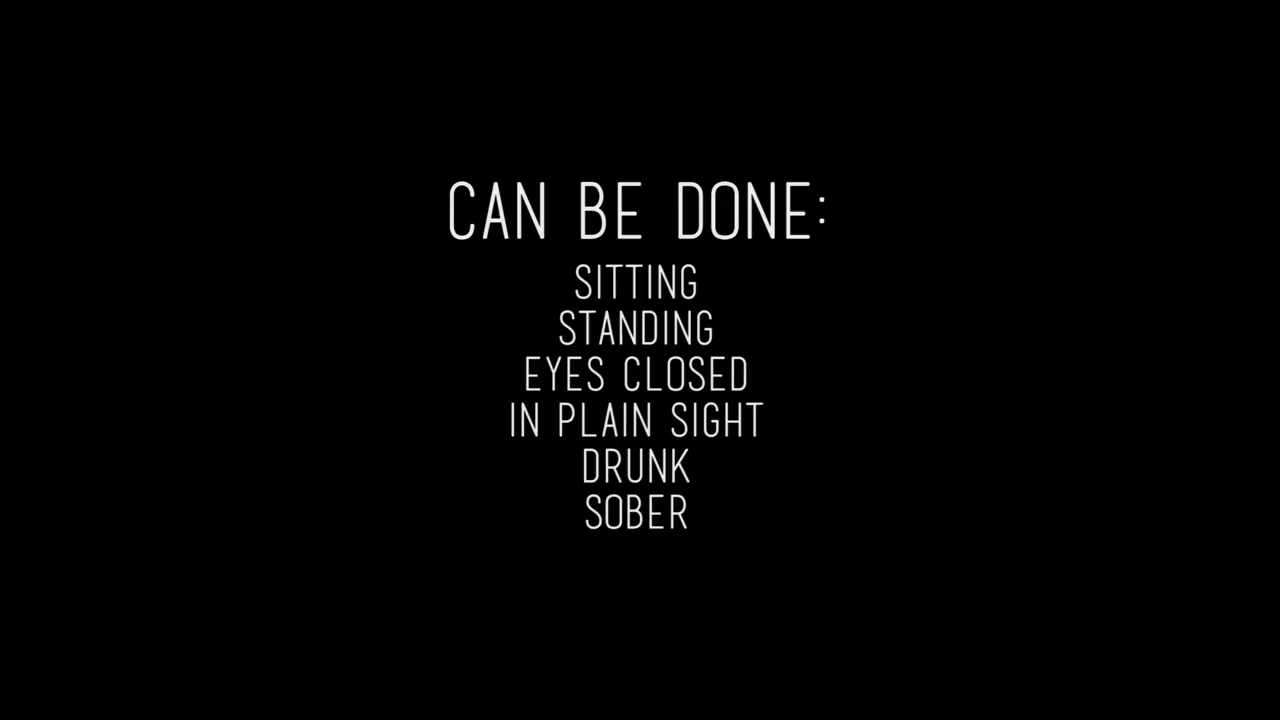 CAN BE DONE:
SITTING
STANDING
EYES CLOSED
IN PLAIN SIGHT
DRUNK
SOBER